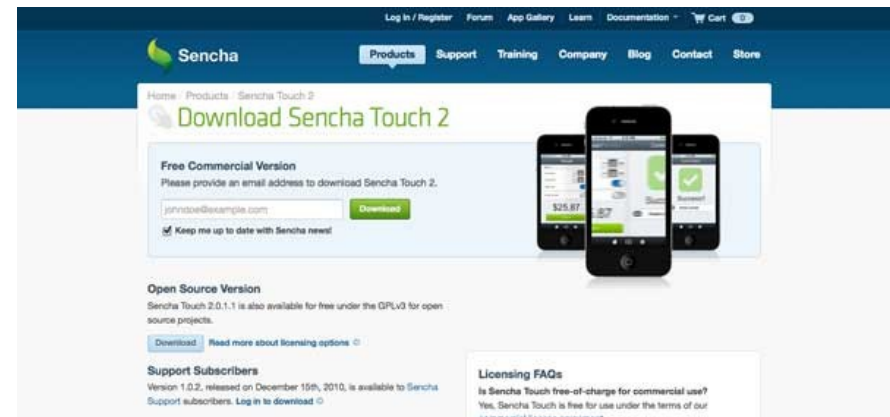 Log In / Register Forum App Gallery Learn Documentation Cart 0
Sencha
Products Support Training Company Blog Contact Store
Home / Products / Sencha Touch 2
Download Sencha Touch 2
Free Commercial Version
Please provide an email address to download Sencha Touch 2.
johndoe@example.com Download
Keep me up to date with Sencha news!
$25.87
Success!
Open Source Version
Sencha Touch 2.0.1.1 is also available for free under the GPLv3 for open
source projects.
Download Read more about licensing options
Support Subscribers
Version 1.0.2, released on December 15th, 2010, is available to Sencha
Support subscribers. Log in to download
Licensing FAQs
Is Sencha Touch free-of-charge for commercial use?
Yes, Sencha Touch is free for use under the terms of our